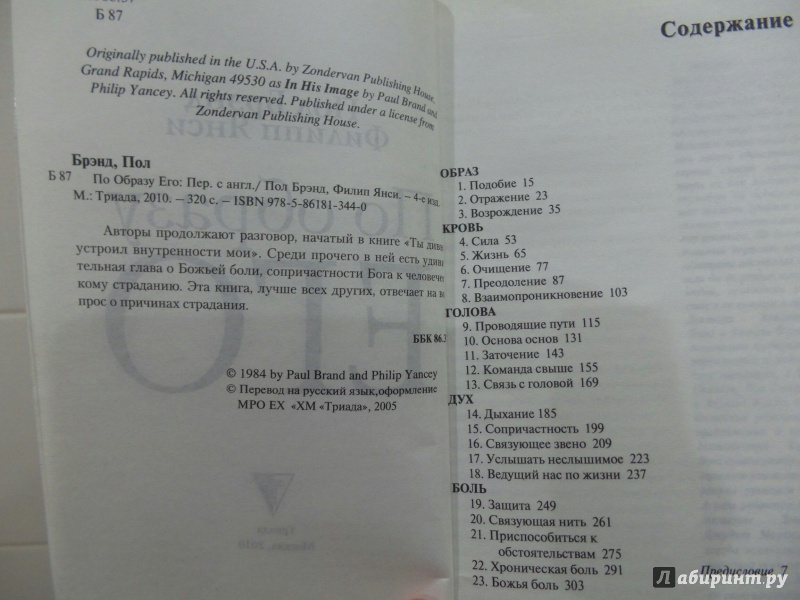 Б 87
Originally published in the U.S.A. by Zondervan Publishing House,
Grand Rapids, Michigan 49530 as In His Image by Paul Brand and
Philip Yancey. All rights reserved. Published under a license from
Zondervan Publishing House.
Брэнд, Пол
Б 87 По Образу Его: Пер. с англ./ Пол Брэнд, Филип Янси. – 4-е изд.
М.: Триада, 2010. – 320 с. – ISBN 978-5-86181-344-0
Авторы продолжают разговор, начатый в книге «Ты дивно
устроил внутренности мои». Среди прочего в ней есть удиви
тельная глава о Божьей боли, сопричастности Бога к человечес
кому страданию. Эта книга, лучше всех других, отвечает на во
прос о причинах страдания.
ББК 86.3
© 1984 by Paul Brand and Philip Yancey
© Перевод на русский язык,оформление
МРО ЕХ «ХМ «Триада», 2005
Содержание
Предисловие 7
ОБРАЗ
1. Подобие 15
2. Отражение 23
3. Возрождение 35
КРОВЬ
4. Сила 53
5. Жизнь 65
6. Очищение 77
7. Преодоление 87
8. Взаимопроникновение 103
ГОЛОВА
9. Проводящие пути 115
10. Основа основ 131
11. Заточение 143
12. Команда свыше 155
13. Связь с головой 169
ДУХ
14. Дыхание 185
15. Сопричастность 199
16. Связующее звено 209
17. Услышать неслышимое 223
18. Ведущий нас по жизни 237
БОЛЬ
19. Защита 249
20. Связующая нить 261
21. Приспособиться к
обстоятельствам 275
22. Хроническая боль 291
23. Божья боль 303
Лабиринт.ру